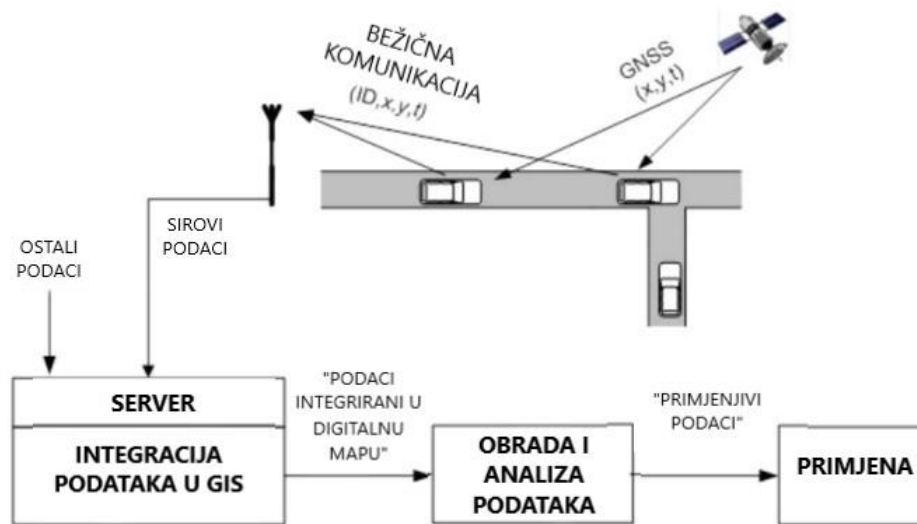 BEŽIČNA
KOMUNIKACIJA
(ID,x,y,t)
GNSS
(x,y,t)
SIROVI
PODACI
OSTALI
PODACI
SERVER
INTEGRACIJA
PODATAKA U GIS
"PODACI
INTEGRIRANI U
DIGITALNU
MAPU"
OBRADA I
ANALIZA
PODATAKA
"PRIMJENJIVI
PODACI"
PRIMJENA